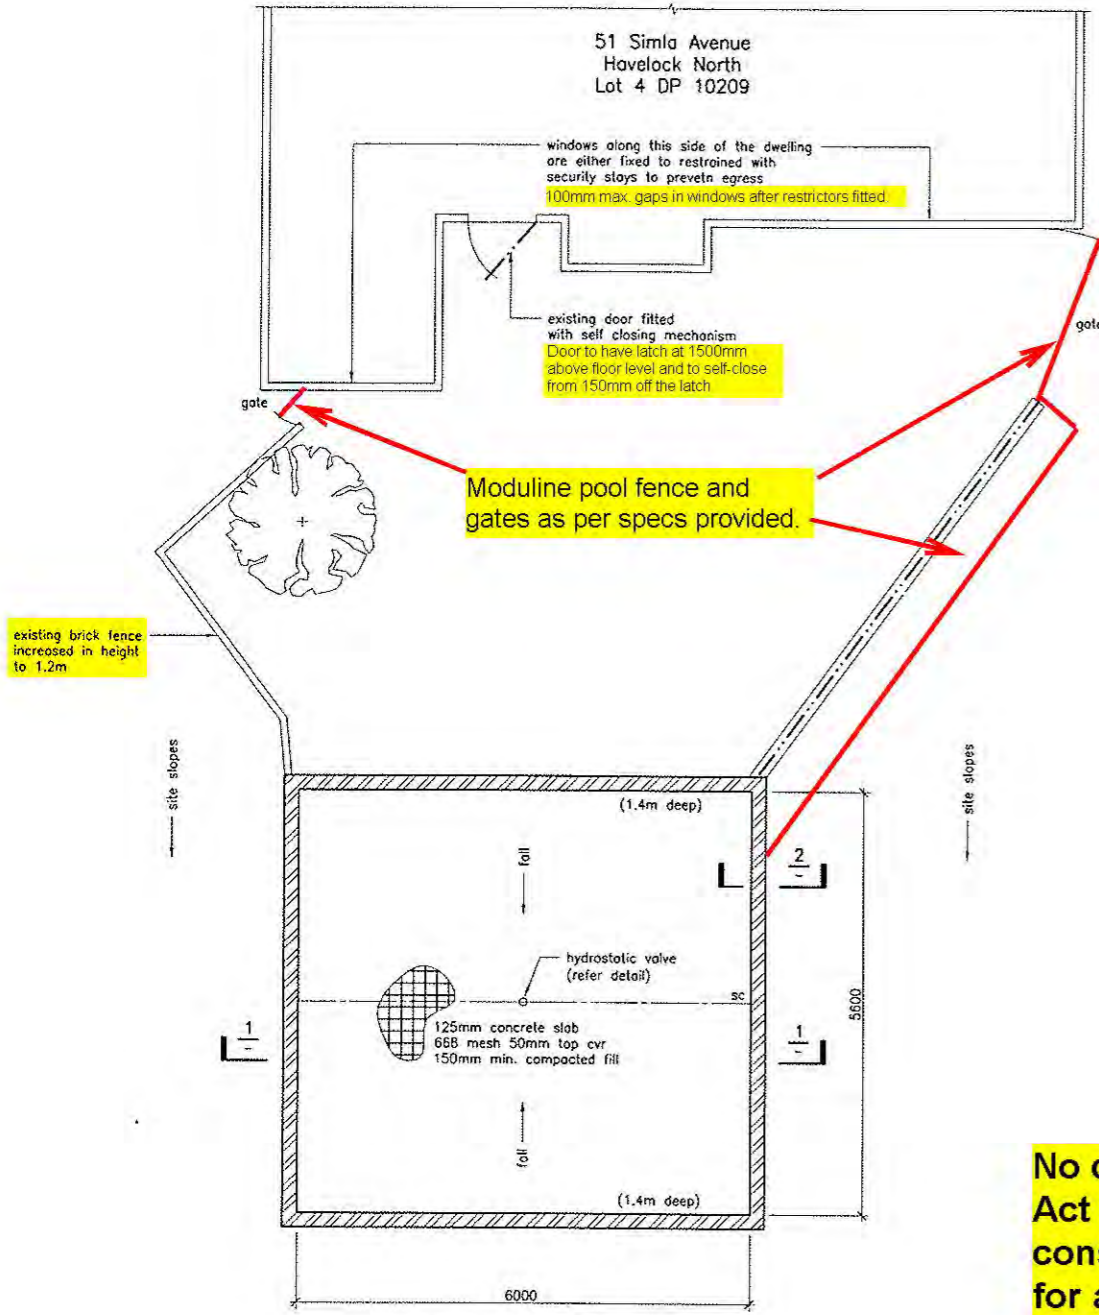 51 Simla Avenue
Havelock North
Lot 4 DP 10209
windows along this side of the dwelling
are either fixed to restrained with
security stays to prevetn egress
100mm max. gaps in windows after restrictors fitted
existing door fitted
with self closing mechanism
Door to have latch at 1500mm
above floor level and to self-close
from 150mm off the latch
gate
gate
Moduline pool fence and
gates as per specs provided.
existing brick fence
increased in height
to 1.2m
site slopes
site slopes
(1.4m deep)
fall
2
-
hydrostatic valve
(refer detail)
sc
5600
1
-
125mm concrete slab
668 mesh 50mm top cvr
150mm min. compacted fill
1
-
fall
(1.4m deep)
6000
No
Act
for